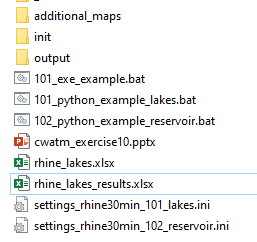 additional_maps
init
output
101_exe_example.bat
101_python_example_lakes.bat
102_python_example_reservoir.bat
cwatm_exercise10.pptx
rhine_lakes.xlsx
rhine_lakes_results.xlsx
settings_rhine30min_101_lakes.ini
settings_rhine30min_102_reservoir.ini